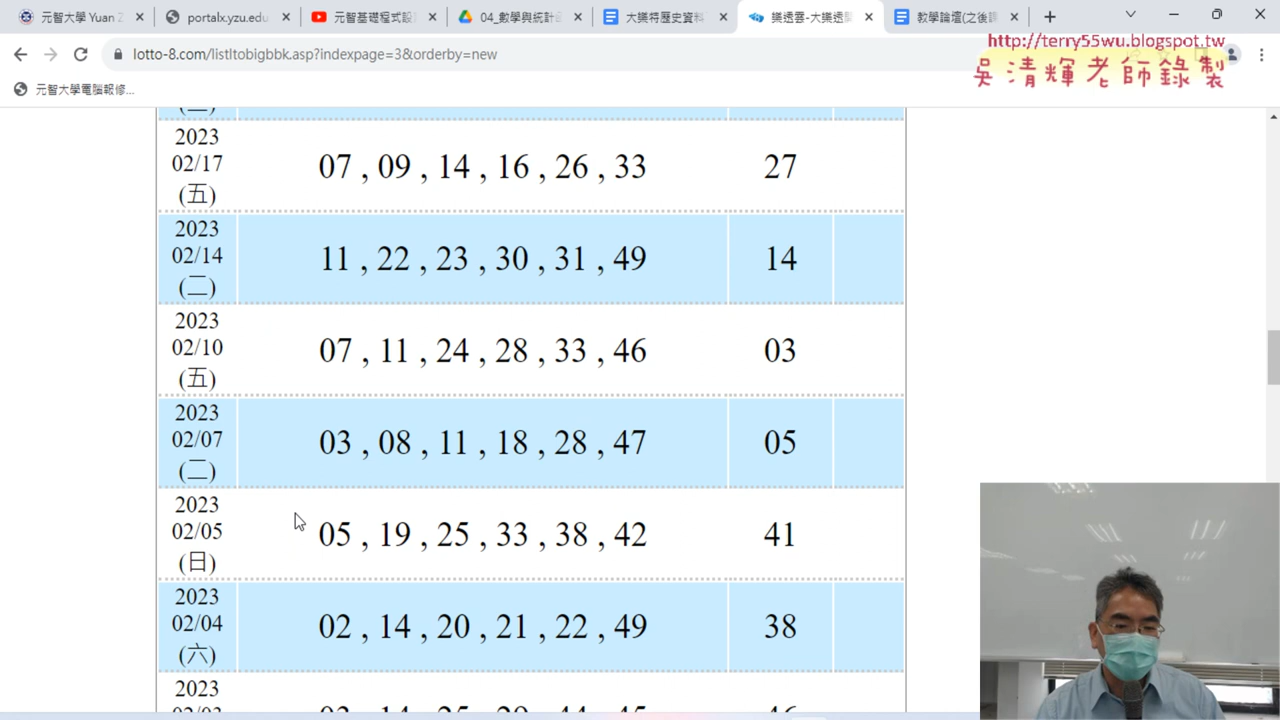 元智大學 Yuan Z
portalx.yzu.edu
元智基礎程式設
04_數學與統計函
大樂特歷史資料
樂透雲-大樂透歷
教學論壇(之後課
lotto-8.com/listltobigbbk.asp?indexpage=3&orderby=new
http://terry55wu.blogspot.tw
吳清輝老師錄製
元智大學電腦報修...
2023
02/17
(五)
07 , 09 , 14 , 16 , 26 , 33
27
2023
02/14
(二)
11 , 22 , 23 , 30 , 31 , 49
14
2023
02/10
(五)
07 , 11 , 24 , 28 , 33 , 46
03
2023
02/07
(二)
03 , 08 , 11 , 18 , 28 , 47
05
2023
02/05
(日)
05 , 19 , 25 , 33 , 38 , 42
41
2023
02/04
(六)
02 , 14 , 20 , 21 , 22 , 49
38
2023